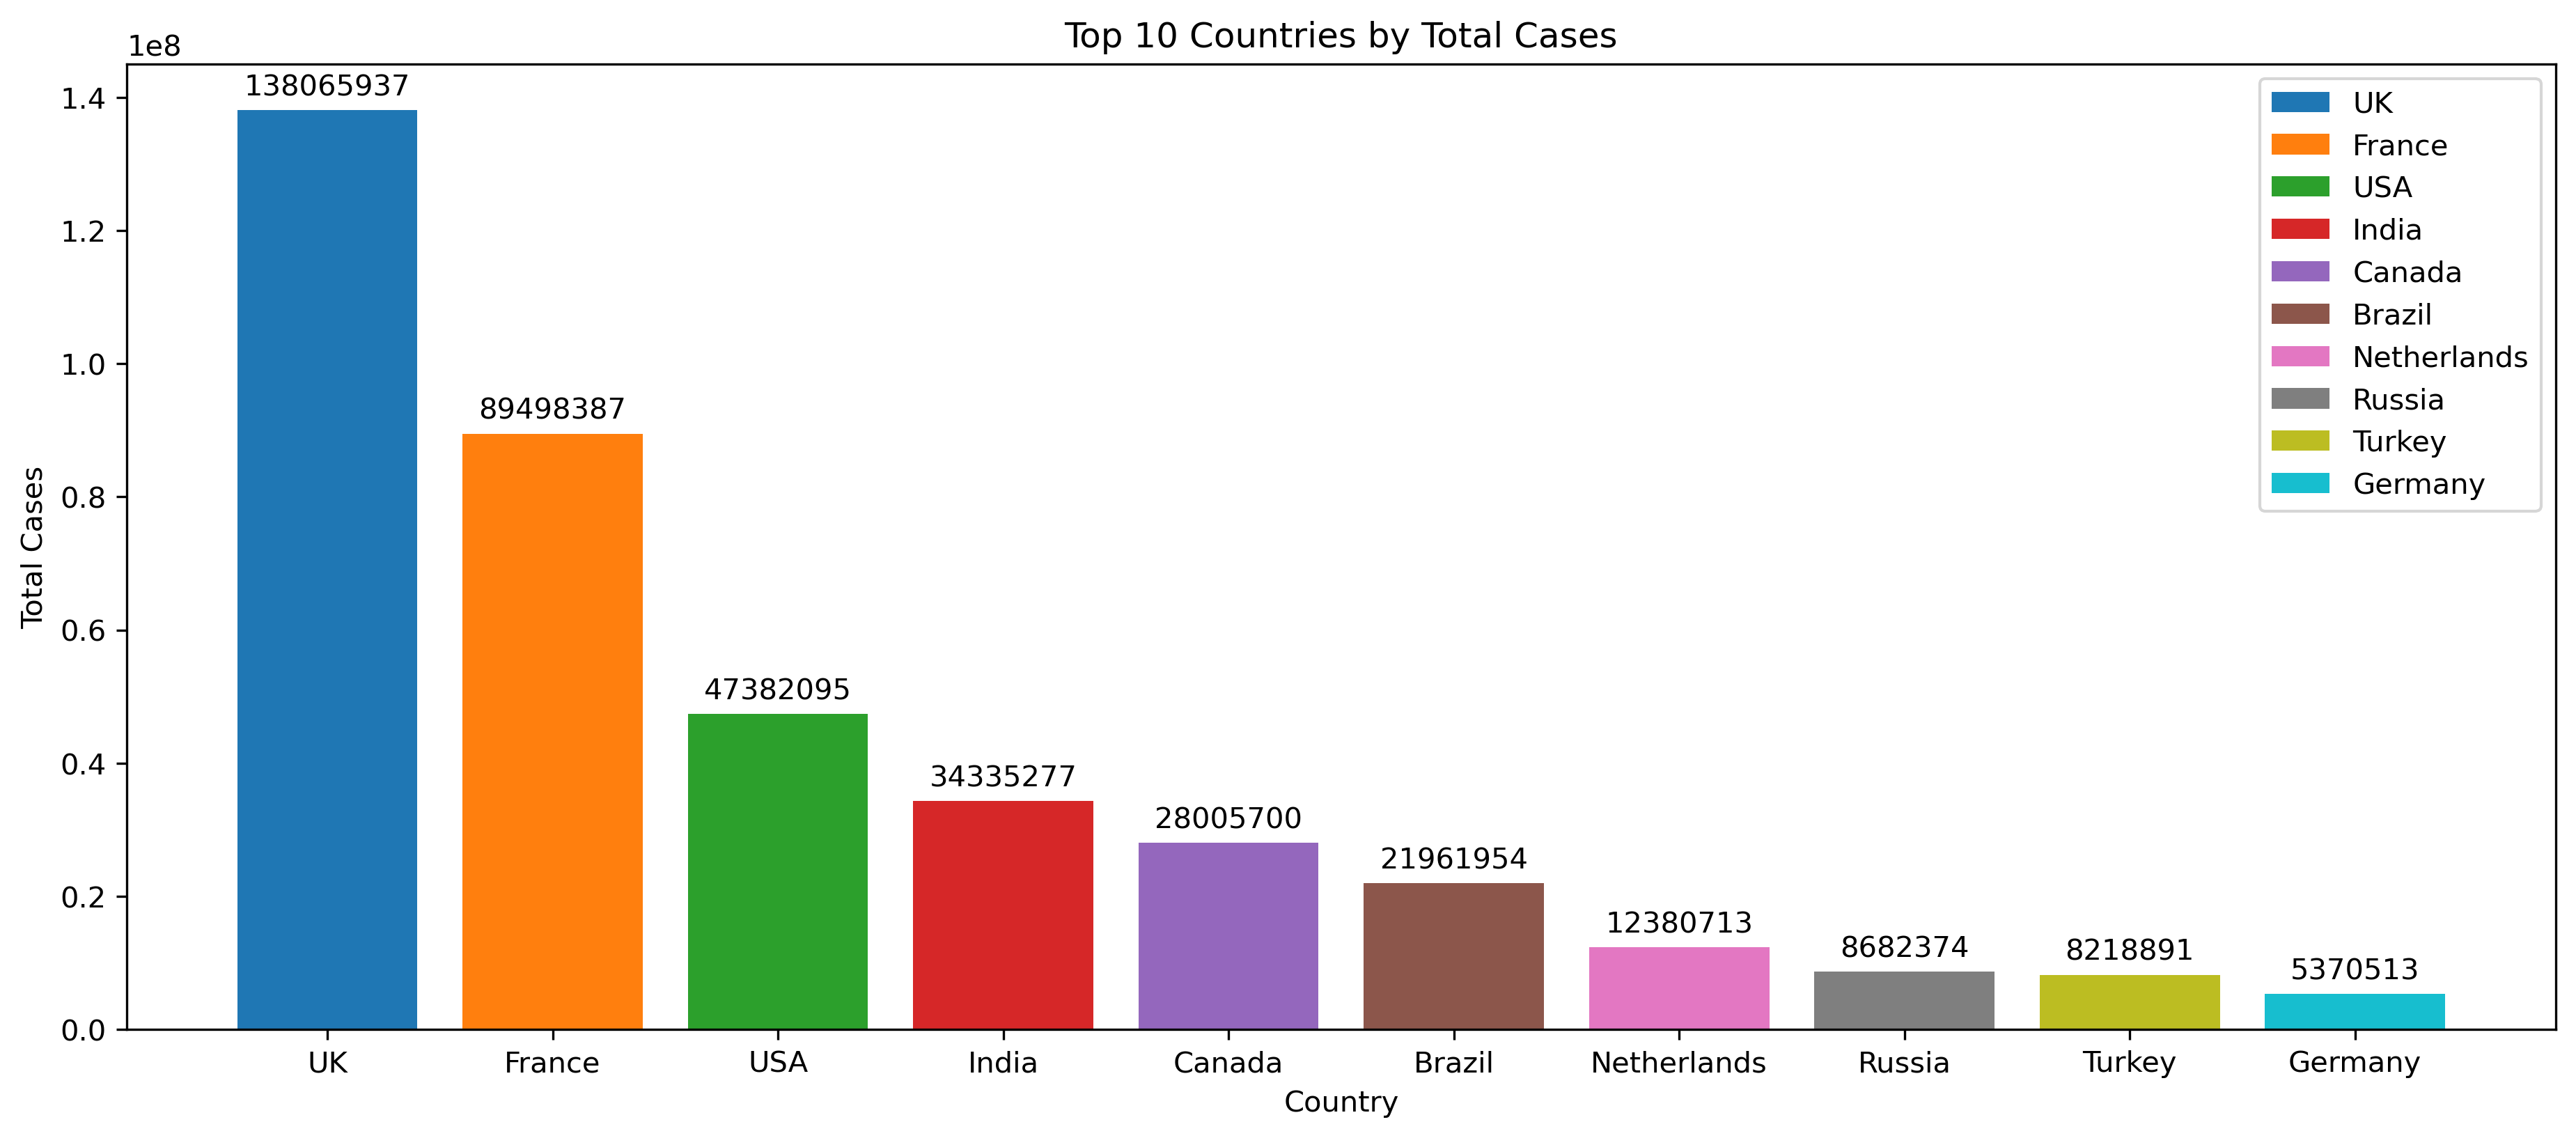 Top 10 Countries by Total Cases
1e8
1.4
1.2
1.0
0.8
0.6
0.4
0.2
0.0
Total Cases
138065937
89498387
47382095
34335277
28005700
21961954
12380713
8682374
8218891
5370513
UK
France
USA
India
Canada
Brazil
Netherlands
Russia
Turkey
Germany
Country
UK
France
USA
India
Canada
Brazil
Netherlands
Russia
Turkey
Germany